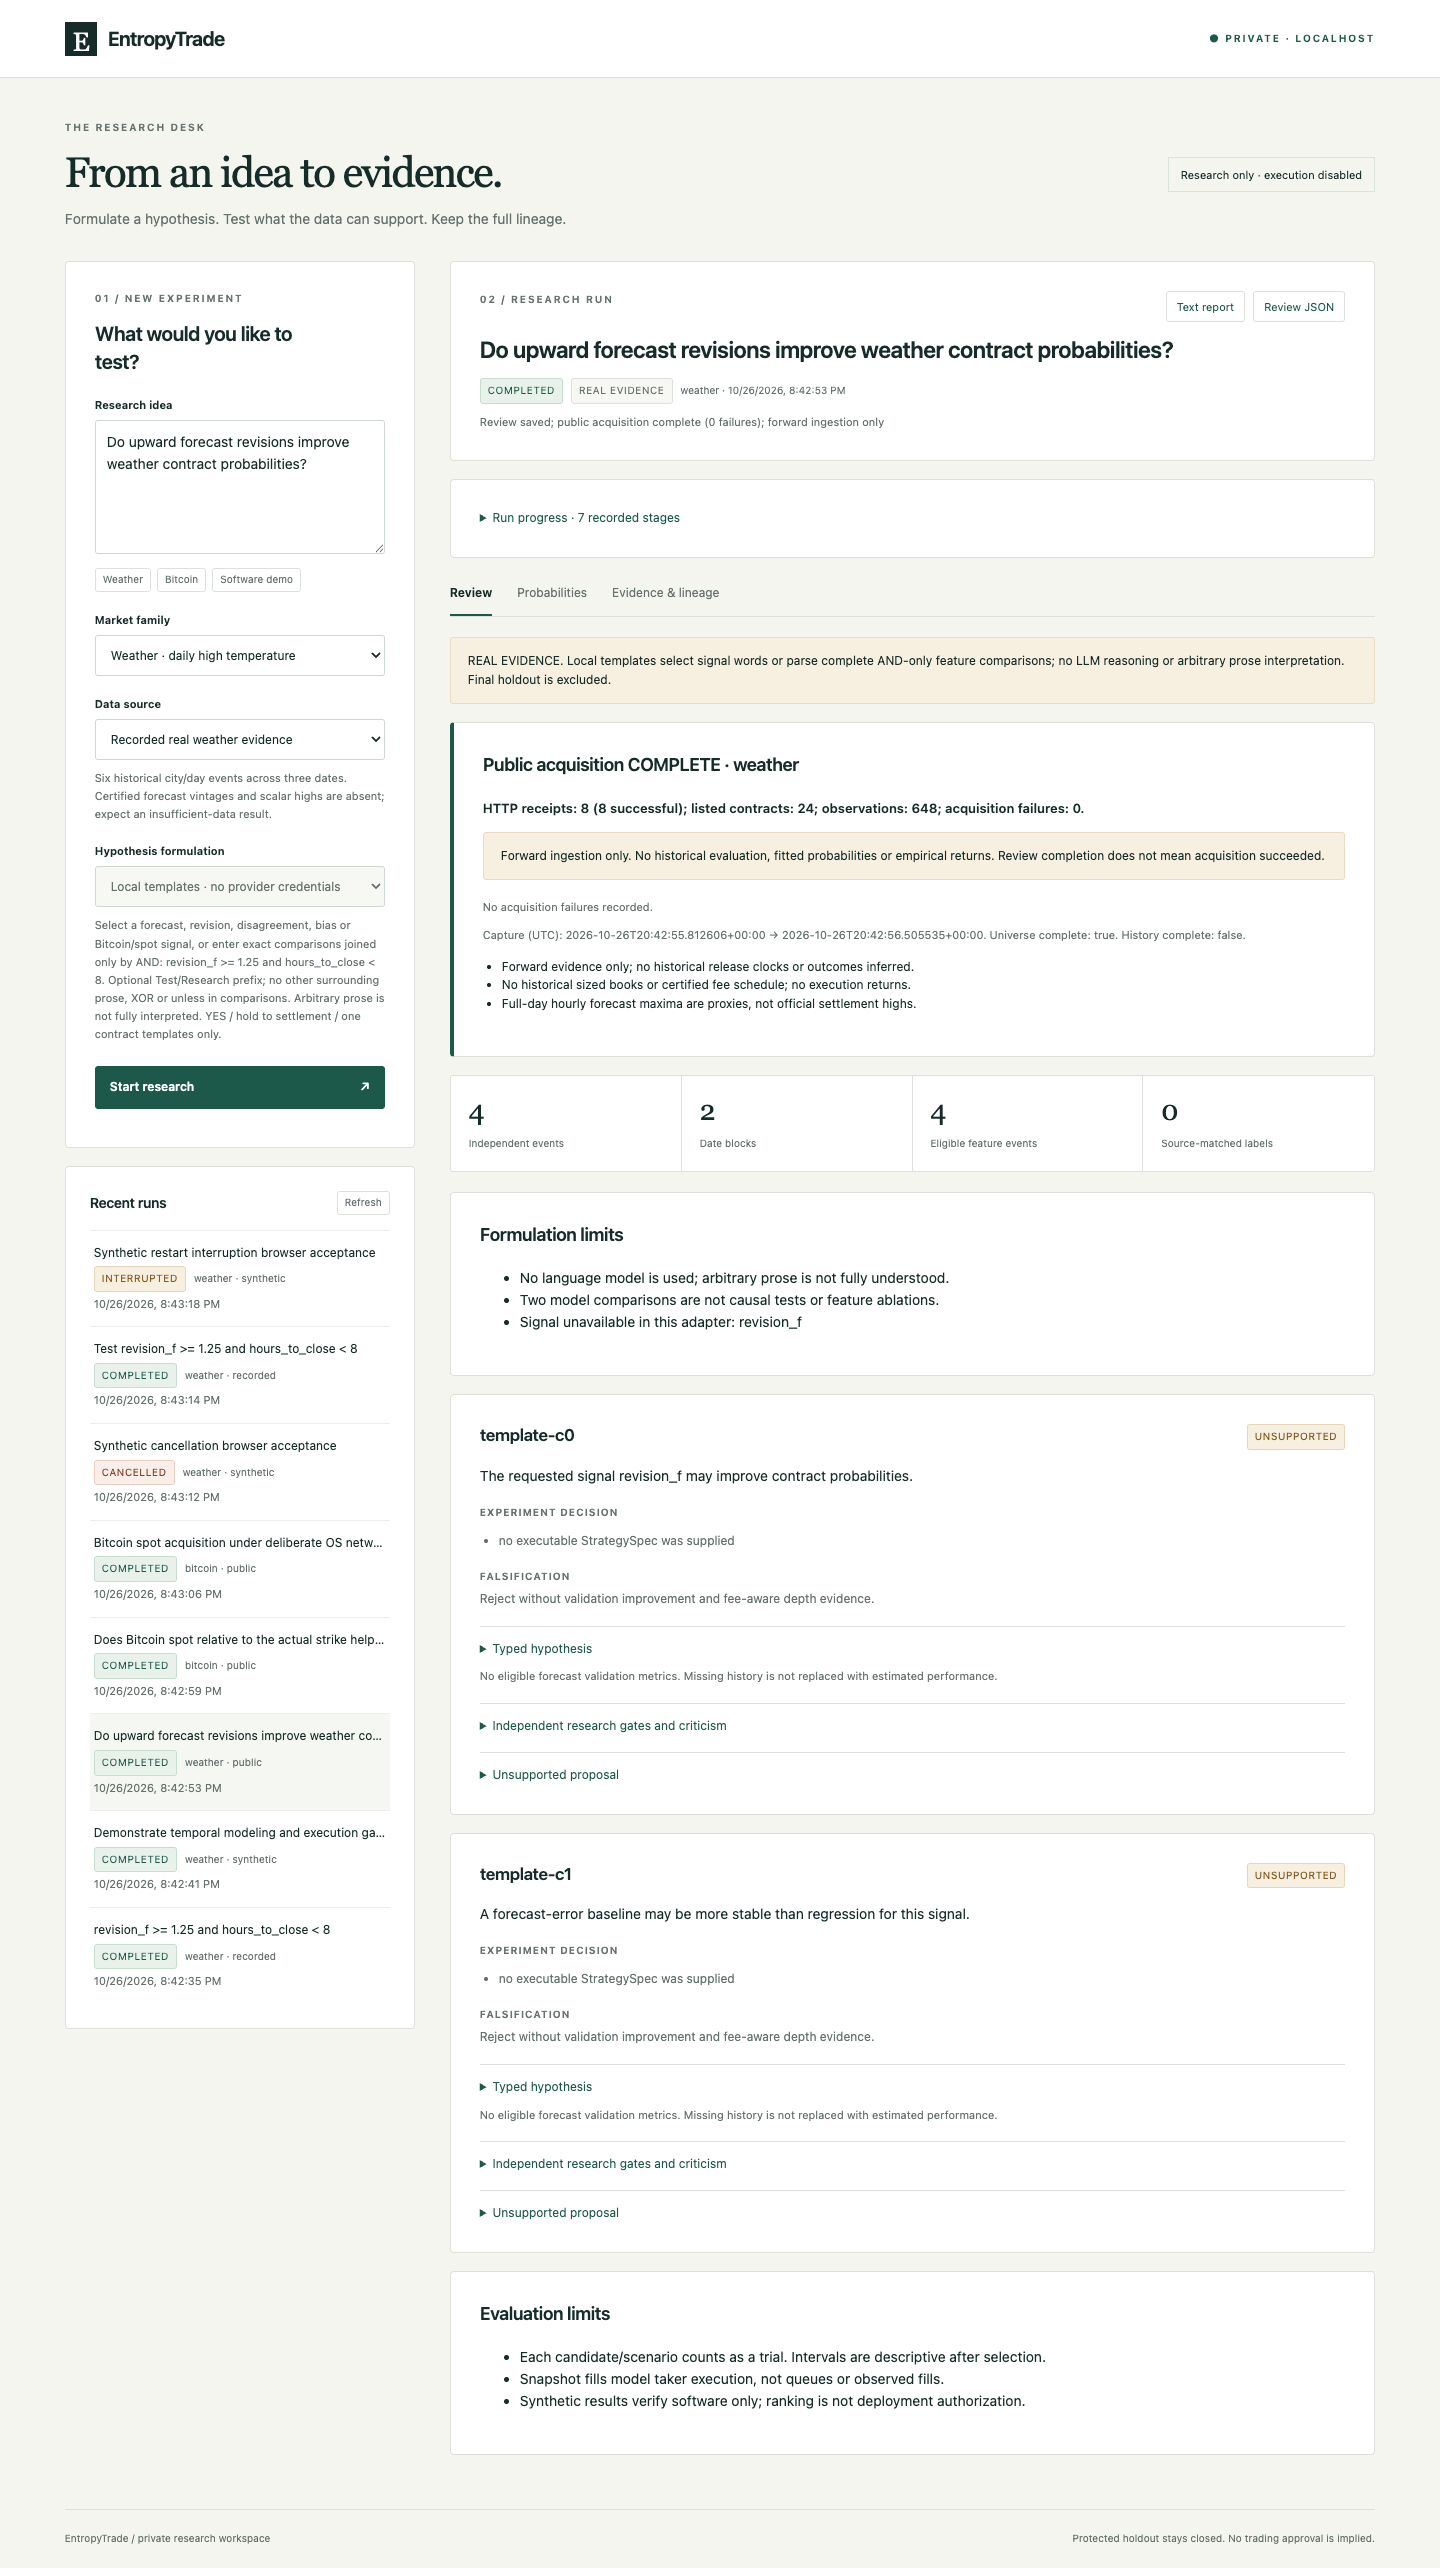 E EntropyTrade
PRIVATE · LOCALHOST
THE RESEARCH DESK
From an idea to evidence.
Research only · execution disabled
Formulate a hypothesis. Test what the data can support. Keep the full lineage.
01 / NEW EXPERIMENT
What would you like to
test?
Research idea
Do upward forecast revisions improve
weather contract probabilities?
Weather Bitcoin Software demo
Market family
Weather · daily high temperature
Data source
Recorded real weather evidence
Six historical city/day events across three dates.
Certified forecast vintages and scalar highs are absent;
expect an insufficient-data result.
Hypothesis formulation
Local templates · no provider credentials
Select a forecast, revision, disagreement, bias or
Bitcoin/spot signal, or enter exact comparisons joined
only by AND: revision_f >= 1.25 and hours_to_close <
8. Optional Test/Research prefix; no other surrounding
prose, XOR or unless in comparisons. Arbitrary prose is
not fully interpreted. YES / hold to settlement / one
contract templates only.
Start research ↗
Recent runs
Refresh
Synthetic restart interruption browser acceptance
INTERRUPTED weather · synthetic
10/26/2026, 8:43:18 PM
Test revision_f >= 1.25 and hours_to_close < 8
COMPLETED weather · recorded
10/26/2026, 8:43:14 PM
Synthetic cancellation browser acceptance
CANCELLED weather · synthetic
10/26/2026, 8:43:12 PM
Bitcoin spot acquisition under deliberate OS netw...
COMPLETED bitcoin · public
10/26/2026, 8:43:06 PM
Does Bitcoin spot relative to the actual strike help...
COMPLETED bitcoin · public
10/26/2026, 8:42:59 PM
Do upward forecast revisions improve weather co...
COMPLETED weather · public
10/26/2026, 8:42:53 PM
Demonstrate temporal modeling and execution ga...
COMPLETED weather · synthetic
10/26/2026, 8:42:41 PM
revision_f >= 1.25 and hours_to_close < 8
COMPLETED weather · recorded
10/26/2026, 8:42:35 PM
02 / RESEARCH RUN
Text report Review JSON
Do upward forecast revisions improve weather contract probabilities?
COMPLETED REAL EVIDENCE weather · 10/26/2026, 8:42:53 PM
Review saved; public acquisition complete (0 failures); forward ingestion only
▶ Run progress · 7 recorded stages
Review Probabilities Evidence & lineage
REAL EVIDENCE. Local templates select signal words or parse complete AND-only feature comparisons; no LLM reasoning or arbitrary prose interpretation.
Final holdout is excluded.
Public acquisition COMPLETE · weather
HTTP receipts: 8 (8 successful); listed contracts: 24; observations: 648; acquisition failures: 0.
Forward ingestion only. No historical evaluation, fitted probabilities or empirical returns. Review completion does not mean acquisition succeeded.
No acquisition failures recorded.
Capture (UTC): 2026-10-26T20:42:55.812606+00:00 → 2026-10-26T20:42:56.505535+00:00. Universe complete: true. History complete: false.
• Forward evidence only; no historical release clocks or outcomes inferred.
• No historical sized books or certified fee schedule; no execution returns.
• Full-day hourly forecast maxima are proxies, not official settlement highs.
4 2 4 0
Independent events Date blocks Eligible feature events Source-matched labels
Formulation limits
• No language model is used; arbitrary prose is not fully understood.
• Two model comparisons are not causal tests or feature ablations.
• Signal unavailable in this adapter: revision_f
template-c0
UNSUPPORTED
The requested signal revision_f may improve contract probabilities.
EXPERIMENT DECISION
• no executable StrategySpec was supplied
FALSIFICATION
Reject without validation improvement and fee-aware depth evidence.
▶ Typed hypothesis
No eligible forecast validation metrics. Missing history is not replaced with estimated performance.
▶ Independent research gates and criticism
▶ Unsupported proposal
template-c1
UNSUPPORTED
A forecast-error baseline may be more stable than regression for this signal.
EXPERIMENT DECISION
• no executable StrategySpec was supplied
FALSIFICATION
Reject without validation improvement and fee-aware depth evidence.
▶ Typed hypothesis
No eligible forecast validation metrics. Missing history is not replaced with estimated performance.
▶ Independent research gates and criticism
▶ Unsupported proposal
Evaluation limits
• Each candidate/scenario counts as a trial. Intervals are descriptive after selection.
• Snapshot fills model taker execution, not queues or observed fills.
• Synthetic results verify software only; ranking is not deployment authorization.
EntropyTrade / private research workspace
Protected holdout stays closed. No trading approval is implied.